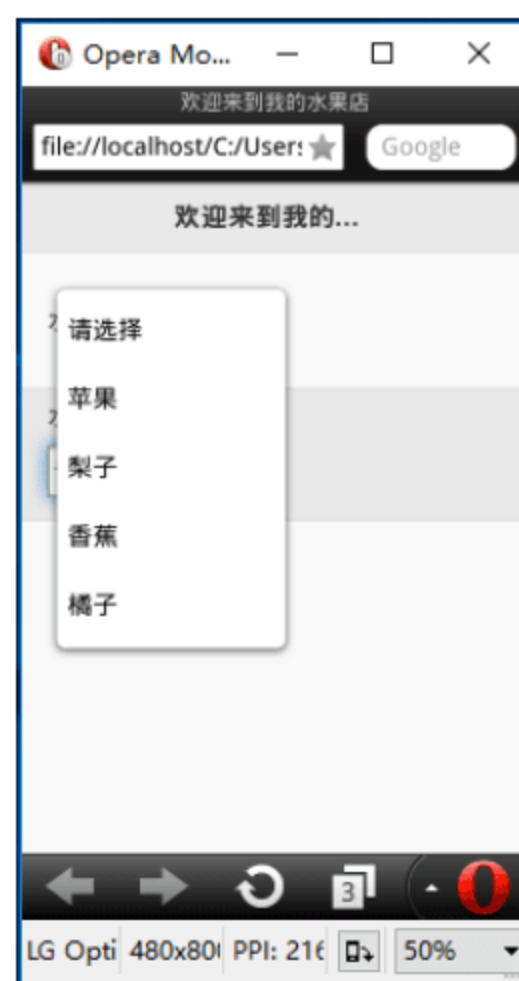 Opera Mo...
欢迎来到我的水果店
file://localhost/C:/Users
Google
欢迎来到我的...
请选择
苹果
梨子
香蕉
橘子
3
LG Opti 480x80 PPI: 216 50%